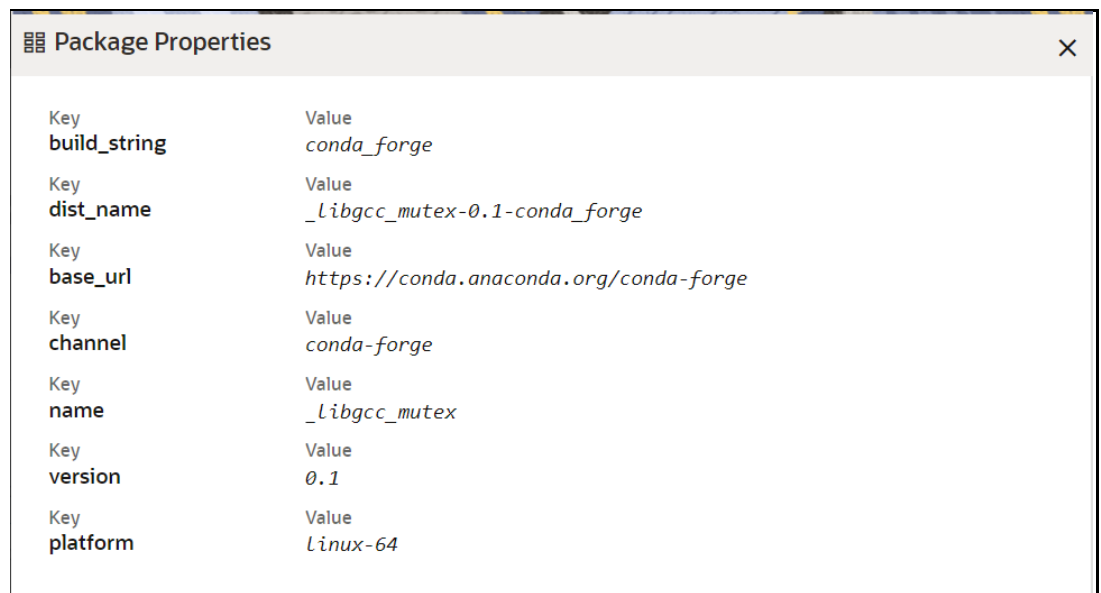 Package Properties
Key Value
build_string conda_forge
Key Value
dist_name _libgcc_mutex-0.1-conda_forge
Key Value
base_url https://conda.anaconda.org/conda-forge
Key Value
channel conda-forge
Key Value
name _libgcc_mutex
Key Value
version 0.1
Key Value
platform linux-64